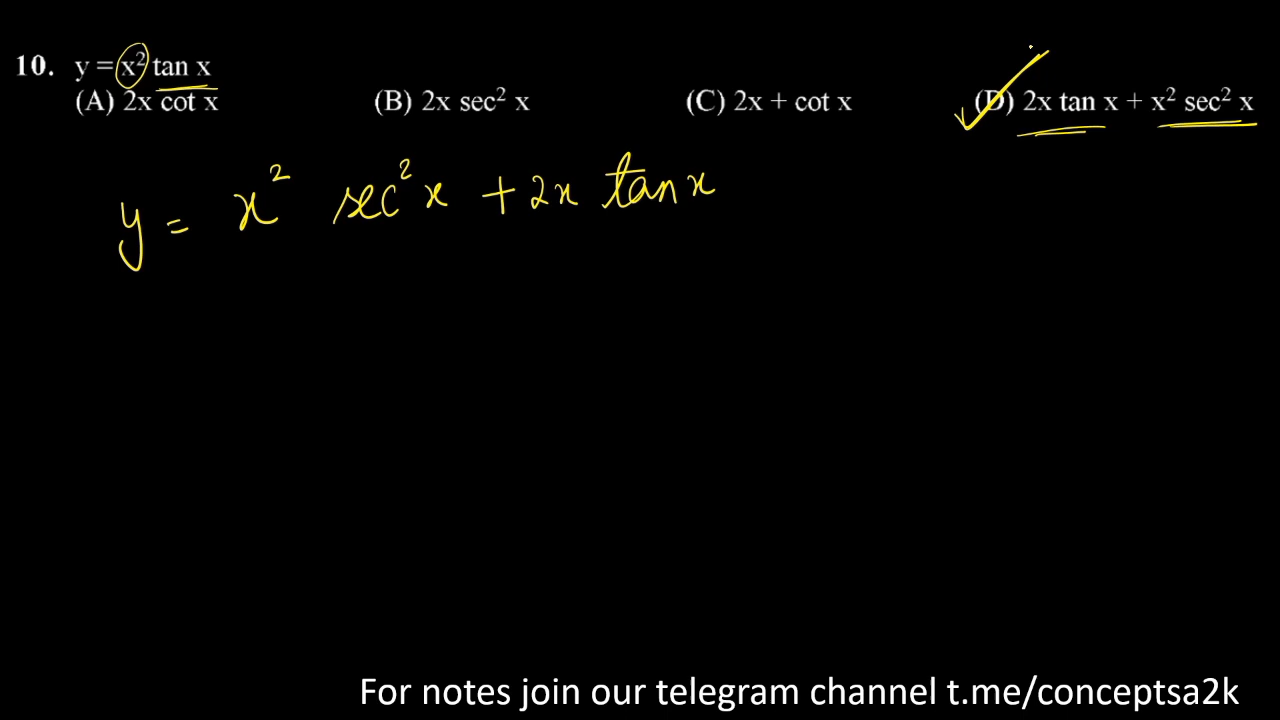 10. y = x² tan x
(A) 2x cot x (B) 2x sec² x (C) 2x + cot x (D) 2x tan x + x² sec² x
y = x² sec² x + 2x tan x
For notes join our telegram channel t.me/conceptsa2k